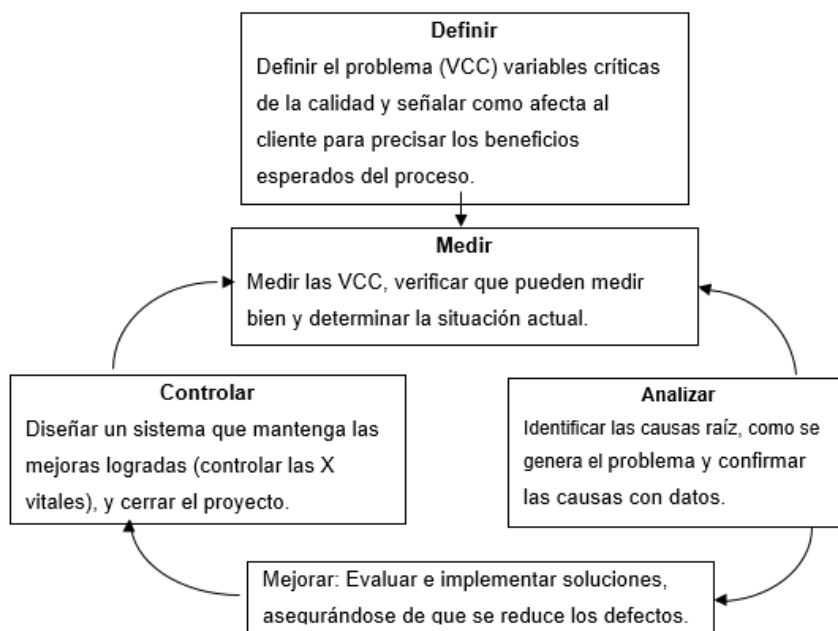 Definir
Definir el problema (VCC) variables críticas
de la calidad y señalar como afecta al
cliente para precisar los beneficios
esperados del proceso.
Medir
Medir las VCC, verificar que pueden medir
bien y determinar la situación actual.
Controlar
Diseñar un sistema que mantenga las
mejoras logradas (controlar las X
vitales), y cerrar el proyecto.
Analizar
Identificar las causas raíz, como se
genera el problema y confirmar
las causas con datos.
Mejorar: Evaluar e implementar soluciones,
asegurándose de que se reduce los defectos.